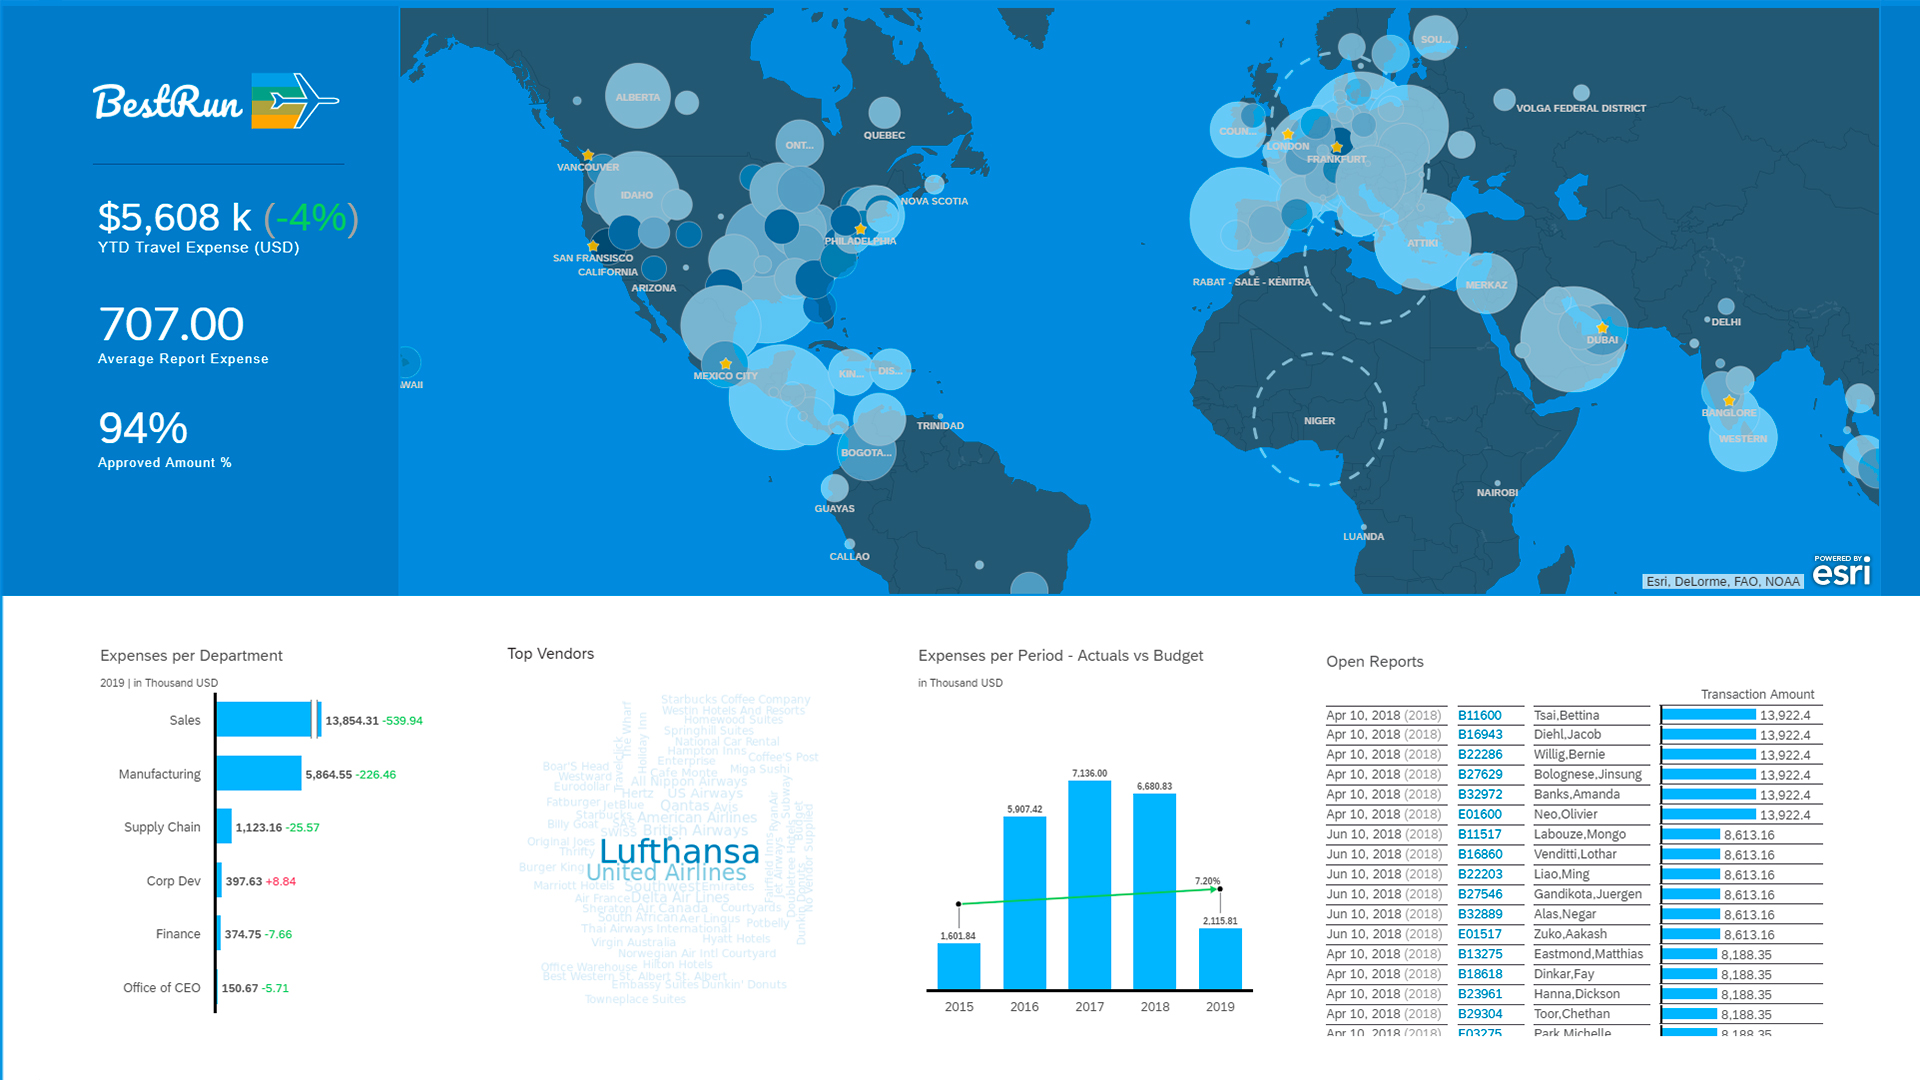 BestRun
$5,608 k (-4%)
YTD Travel Expense (USD)
707.00
Average Report Expense
94%
Approved Amount %
SOU...
ALBERTA
VOLGA FEDERAL DISTRICT
QUEBEC
COUN...
ONT...
LONDON
FRANKFURT
VANCOUVER
IDAHO
NOVA SCOTIA
PHILADELPHIA
ATTIKI
SAN FRANSISCO
CALIFORNIA
ARIZONA
RABAT - SALÉ - KÉNITRA
MERKAZ
DELHI
DUBAI
MEXICO CITY
KIN...
DIS...
WAII
BANGLORE
NIGER
TRINIDAD
WESTERN
BOGOTA...
NAIROBI
GUAYAS
LUANDA
CALLAO
POWERED BY
esri
Esri, DeLorme, FAO, NOAA
Expenses per Department
2019 | in Thousand USD
Sales 13,854.31 -539.94
Manufacturing 5,864.55 -226.46
Supply Chain 1,123.16 -25.57
Corp Dev 397.63 +8.84
Finance 374.75 -7.66
Office of CEO 150.67 -5.71
Top Vendors
Starbucks Coffee Company
Westin Hotels And Resorts
Homewood Suites
Springhill Suites
National Car Rental
Hampton Inns
Coffee'S Post
The Wharf
Holiday Inn
Travelclick
Enterprise
Boar'S Head
Cafe Monte
Miga Sushi
Westward
All Nippon Airways
Eurodollar
Hertz
US Airways
Fatburger
JetBlue
Qantas
Avis
Starbucks
American Airlines
Billy Goat
SAS
SWISS
British Airways
RyanAir
Subway
Budget
Original Joes
Thrifty
Lufthansa
Burger King
United Airlines
Marriott Hotels
Southwest
Emirates
Fairfield Inns
Jet Airways
Doubletree Hotels
Dunkin Donuts
No Vendor Supplied
Air France
Delta Air Lines
Sheraton
Air Canada
Courtyards
South African
Aer Lingus
Potbelly
Thai Airways International
Virgin Australia
Hyatt Hotels
Norwegian Air Intl
Courtyard
Office Warehouse
Hilton Hotels
Best Western St. Albert
St. Albert
Embassy Suites
Dunkin' Donuts
Towneplace Suites
Expenses per Period - Actuals vs Budget
in Thousand USD
7,136.00
6,680.83
5,907.42
7.20%
2,115.81
1,601.84
2015 2016 2017 2018 2019
Open Reports
Transaction Amount
Apr 10, 2018 (2018) B11600 Tsai,Bettina 13,922.4
Apr 10, 2018 (2018) B16943 Diehl,Jacob 13,922.4
Apr 10, 2018 (2018) B22286 Willig,Bernie 13,922.4
Apr 10, 2018 (2018) B27629 Bolognese,Jinsung 13,922.4
Apr 10, 2018 (2018) B32972 Banks,Amanda 13,922.4
Apr 10, 2018 (2018) E01600 Neo,Olivier 13,922.4
Jun 10, 2018 (2018) B11517 Labouze,Mongo 8,613.16
Jun 10, 2018 (2018) B16860 Venditti,Lothar 8,613.16
Jun 10, 2018 (2018) B22203 Liao,Ming 8,613.16
Jun 10, 2018 (2018) B27546 Gandikota,Juergen 8,613.16
Jun 10, 2018 (2018) B32889 Alas,Negar 8,613.16
Jun 10, 2018 (2018) E01517 Zuko,Aakash 8,613.16
Apr 10, 2018 (2018) B13275 Eastmond,Matthias 8,188.35
Apr 10, 2018 (2018) B18618 Dinkar,Fay 8,188.35
Apr 10, 2018 (2018) B23961 Hanna,Dickson 8,188.35
Apr 10, 2018 (2018) B29304 Toor,Chethan 8,188.35
Apr 10, 2018 (2018) E03275 Park,Michelle 8,188.35